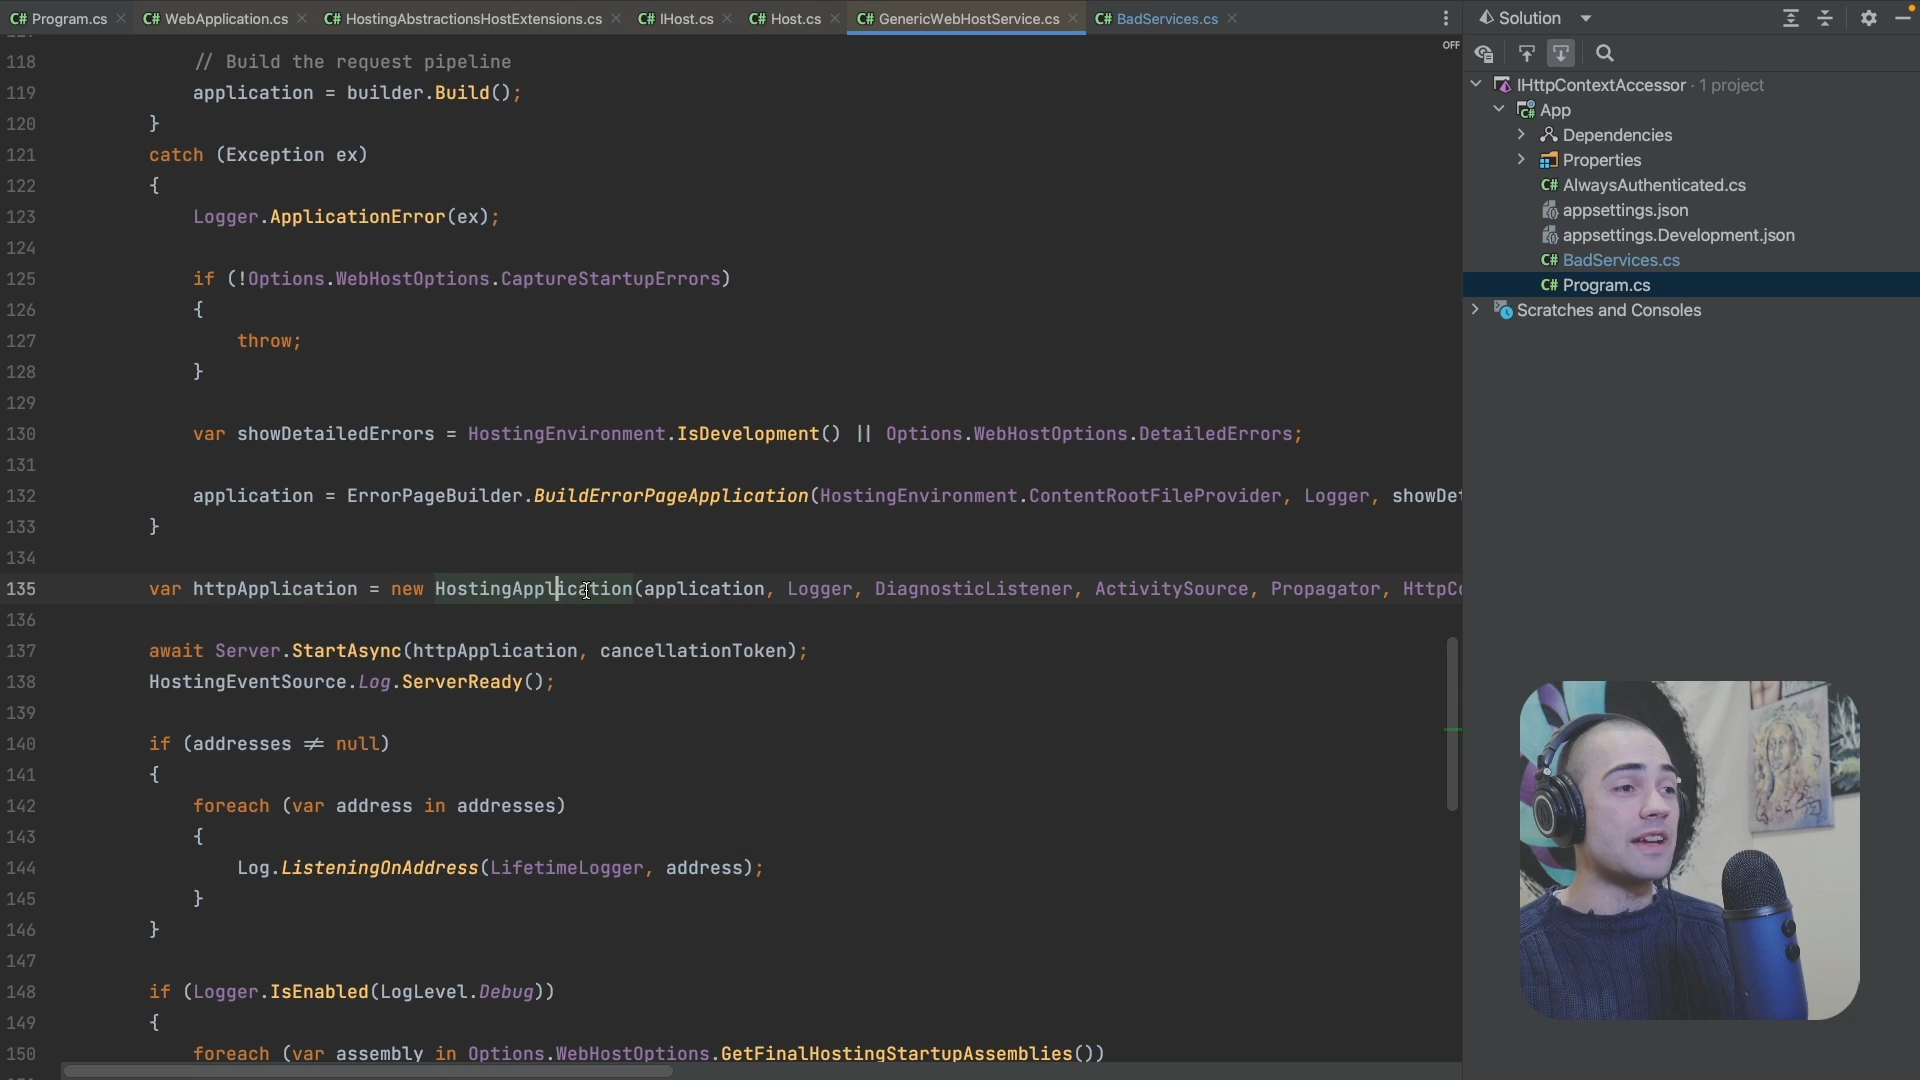 C# Program.cs
C# WebApplication.cs
C# HostingAbstractionsHostExtensions.cs
C# IHost.cs
C# Host.cs
C# GenericWebHostService.cs
C# BadServices.cs
OFF
118 // Build the request pipeline
119 application = builder.Build();
120 }
121 catch (Exception ex)
122 {
123 Logger.ApplicationError(ex);
124
125 if (!Options.WebHostOptions.CaptureStartupErrors)
126 {
127 throw;
128 }
129
130 var showDetailedErrors = HostingEnvironment.IsDevelopment() || Options.WebHostOptions.DetailedErrors;
131
132 application = ErrorPageBuilder.BuildErrorPageApplication(HostingEnvironment.ContentRootFileProvider, Logger, showDet
133 }
134
135 var httpApplication = new HostingApplication(application, Logger, DiagnosticListener, ActivitySource, Propagator, HttpCo
136
137 await Server.StartAsync(httpApplication, cancellationToken);
138 HostingEventSource.Log.ServerReady();
139
140 if (addresses ≠ null)
141 {
142 foreach (var address in addresses)
143 {
144 Log.ListeningOnAddress(LifetimeLogger, address);
145 }
146 }
147
148 if (Logger.IsEnabled(LogLevel.Debug))
149 {
150 foreach (var assembly in Options.WebHostOptions.GetFinalHostingStartupAssemblies())
Solution
IHttpContextAccessor · 1 project
C# App
Dependencies
Properties
C# AlwaysAuthenticated.cs
appsettings.json
appsettings.Development.json
C# BadServices.cs
C# Program.cs
Scratches and Consoles